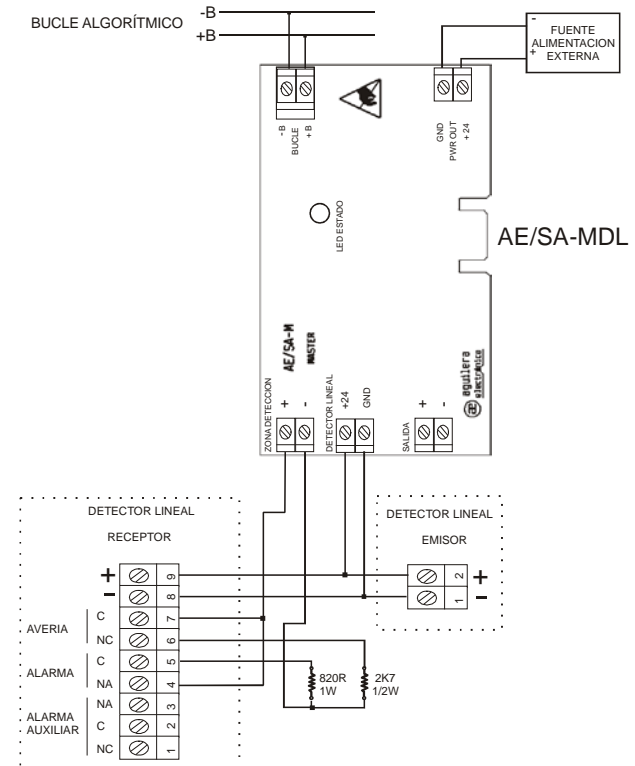 BUCLE ALGORÍTMICO
-B
+B
-
+
FUENTE
ALIMENTACION
EXTERNA
-B
BUCLE
+B
GND
PWR OUT
+24
LED ESTADO
AE/SA-MDL
AE/SA-M
MASTER
aguilera
electrónica
ae
ZONA DETECCION
+
-
DETECTOR LINEAL
+24
GND
SALIDA
+
-
DETECTOR LINEAL
RECEPTOR
DETECTOR LINEAL
EMISOR
+
9
-
8
2
+
1
-
AVERIA
C
7
NC
6
ALARMA
C
5
NA
4
ALARMA
AUXILIAR
NA
3
C
2
NC
1
820R
1W
2K7
1/2W